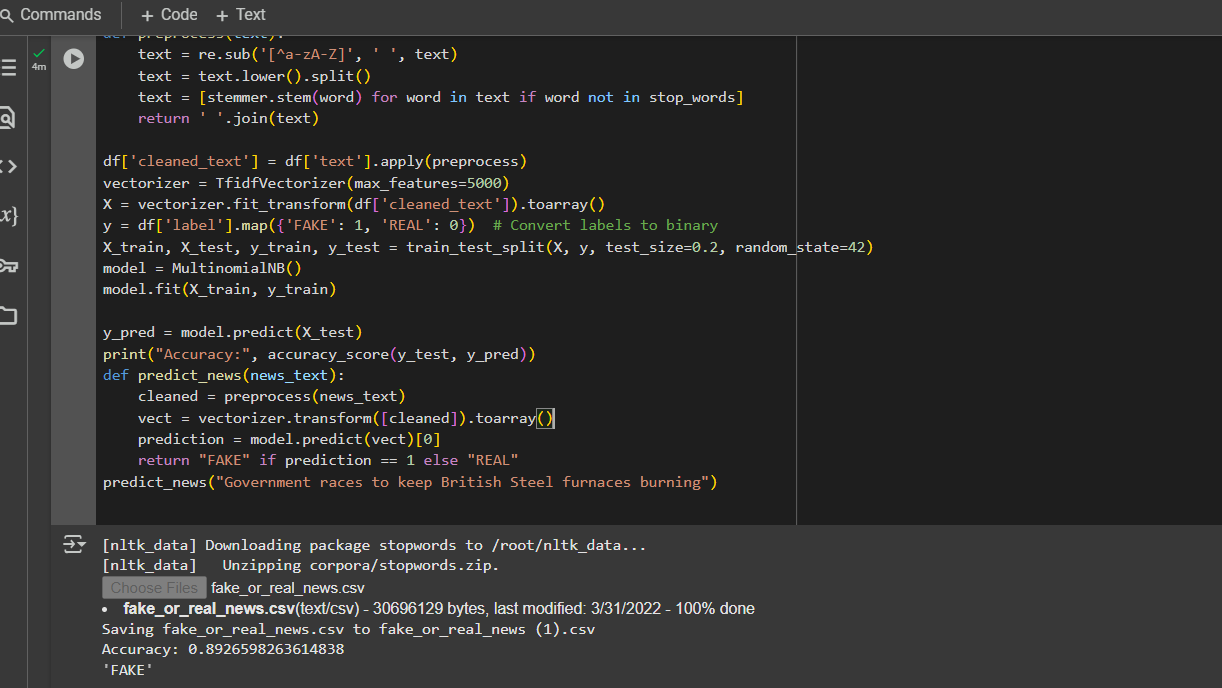 Commands + Code + Text
4m
def preprocess(text):
    text = re.sub('[^a-zA-Z]', ' ', text)
    text = text.lower().split()
    text = [stemmer.stem(word) for word in text if word not in stop_words]
    return ' '.join(text)

df['cleaned_text'] = df['text'].apply(preprocess)
vectorizer = TfidfVectorizer(max_features=5000)
X = vectorizer.fit_transform(df['cleaned_text']).toarray()
y = df['label'].map({'FAKE': 1, 'REAL': 0})  # Convert labels to binary
X_train, X_test, y_train, y_test = train_test_split(X, y, test_size=0.2, random_state=42)
model = MultinomialNB()
model.fit(X_train, y_train)

y_pred = model.predict(X_test)
print("Accuracy:", accuracy_score(y_test, y_pred))
def predict_news(news_text):
    cleaned = preprocess(news_text)
    vect = vectorizer.transform([cleaned]).toarray()
    prediction = model.predict(vect)[0]
    return "FAKE" if prediction == 1 else "REAL"
predict_news("Government races to keep British Steel furnaces burning")

[nltk_data] Downloading package stopwords to /root/nltk_data...
[nltk_data]   Unzipping corpora/stopwords.zip.
Choose Files fake_or_real_news.csv
• fake_or_real_news.csv(text/csv) - 30696129 bytes, last modified: 3/31/2022 - 100% done
Saving fake_or_real_news.csv to fake_or_real_news (1).csv
Accuracy: 0.8926598263614838
'FAKE'